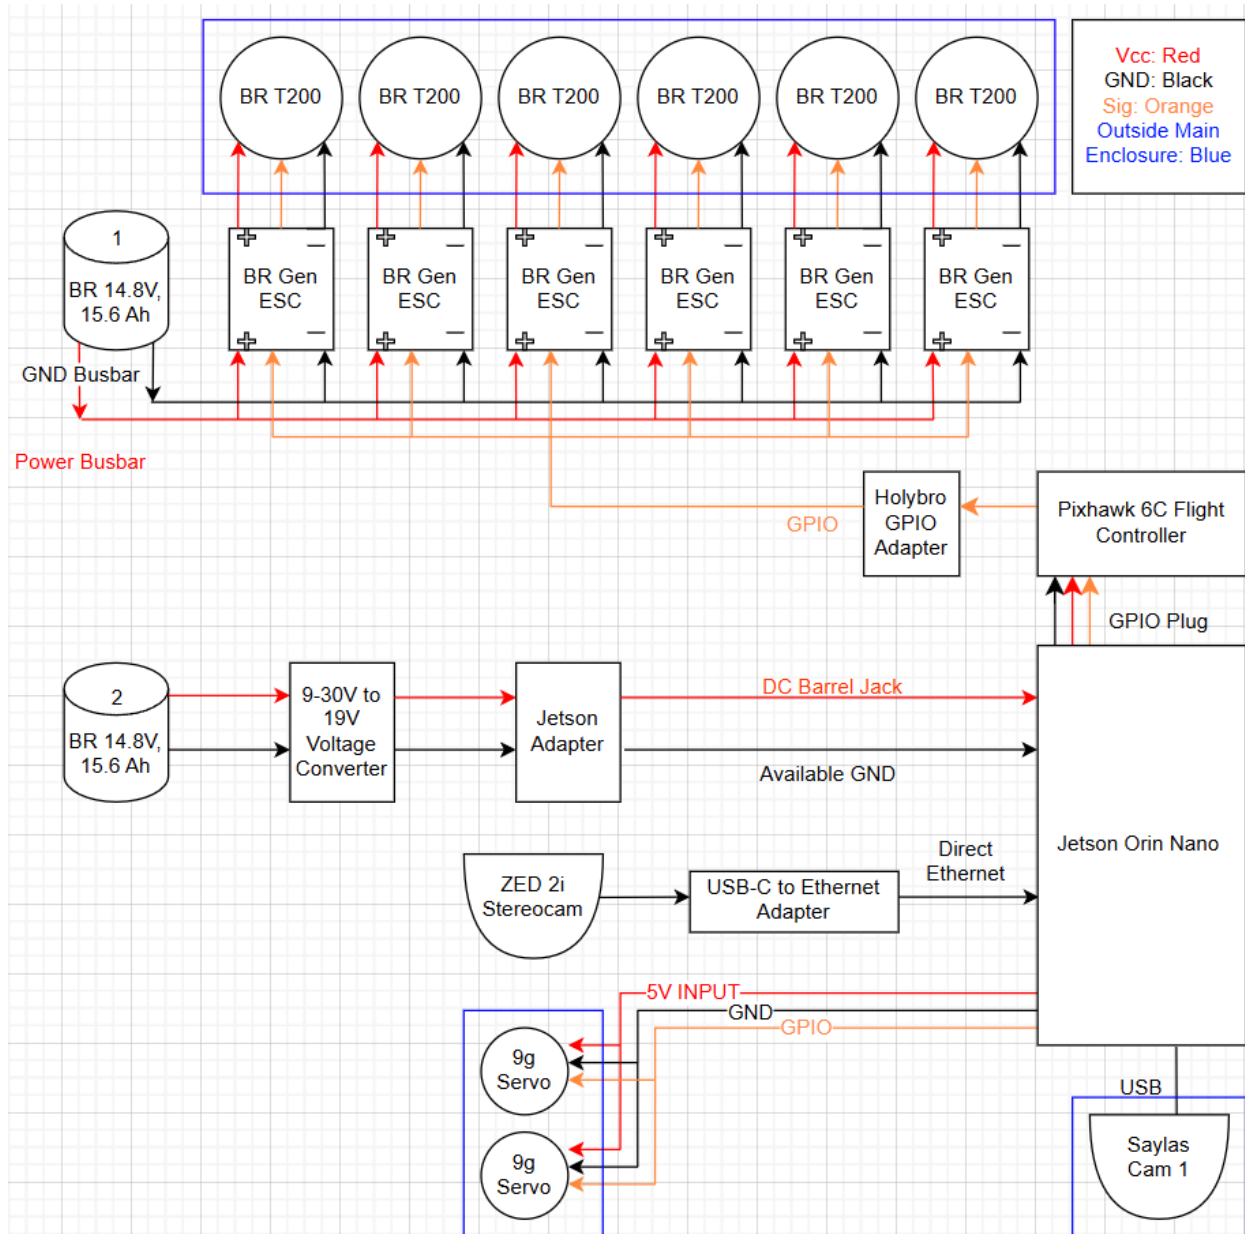 BR T200
BR T200
BR T200
BR T200
BR T200
BR T200
Vcc: Red
GND: Black
Sig: Orange
Outside Main
Enclosure: Blue
1
BR 14.8V,
15.6 Ah
BR Gen
ESC
BR Gen
ESC
BR Gen
ESC
BR Gen
ESC
BR Gen
ESC
BR Gen
ESC
GND Busbar
Power Busbar
GPIO
Holybro
GPIO
Adapter
Pixhawk 6C Flight
Controller
GPIO Plug
2
BR 14.8V,
15.6 Ah
9-30V to
19V
Voltage
Converter
Jetson
Adapter
DC Barrel Jack
Available GND
Jetson Orin Nano
ZED 2i
Stereocam
USB-C to Ethernet
Adapter
Direct
Ethernet
5V INPUT
GND
GPIO
9g
Servo
9g
Servo
USB
Saylas
Cam 1